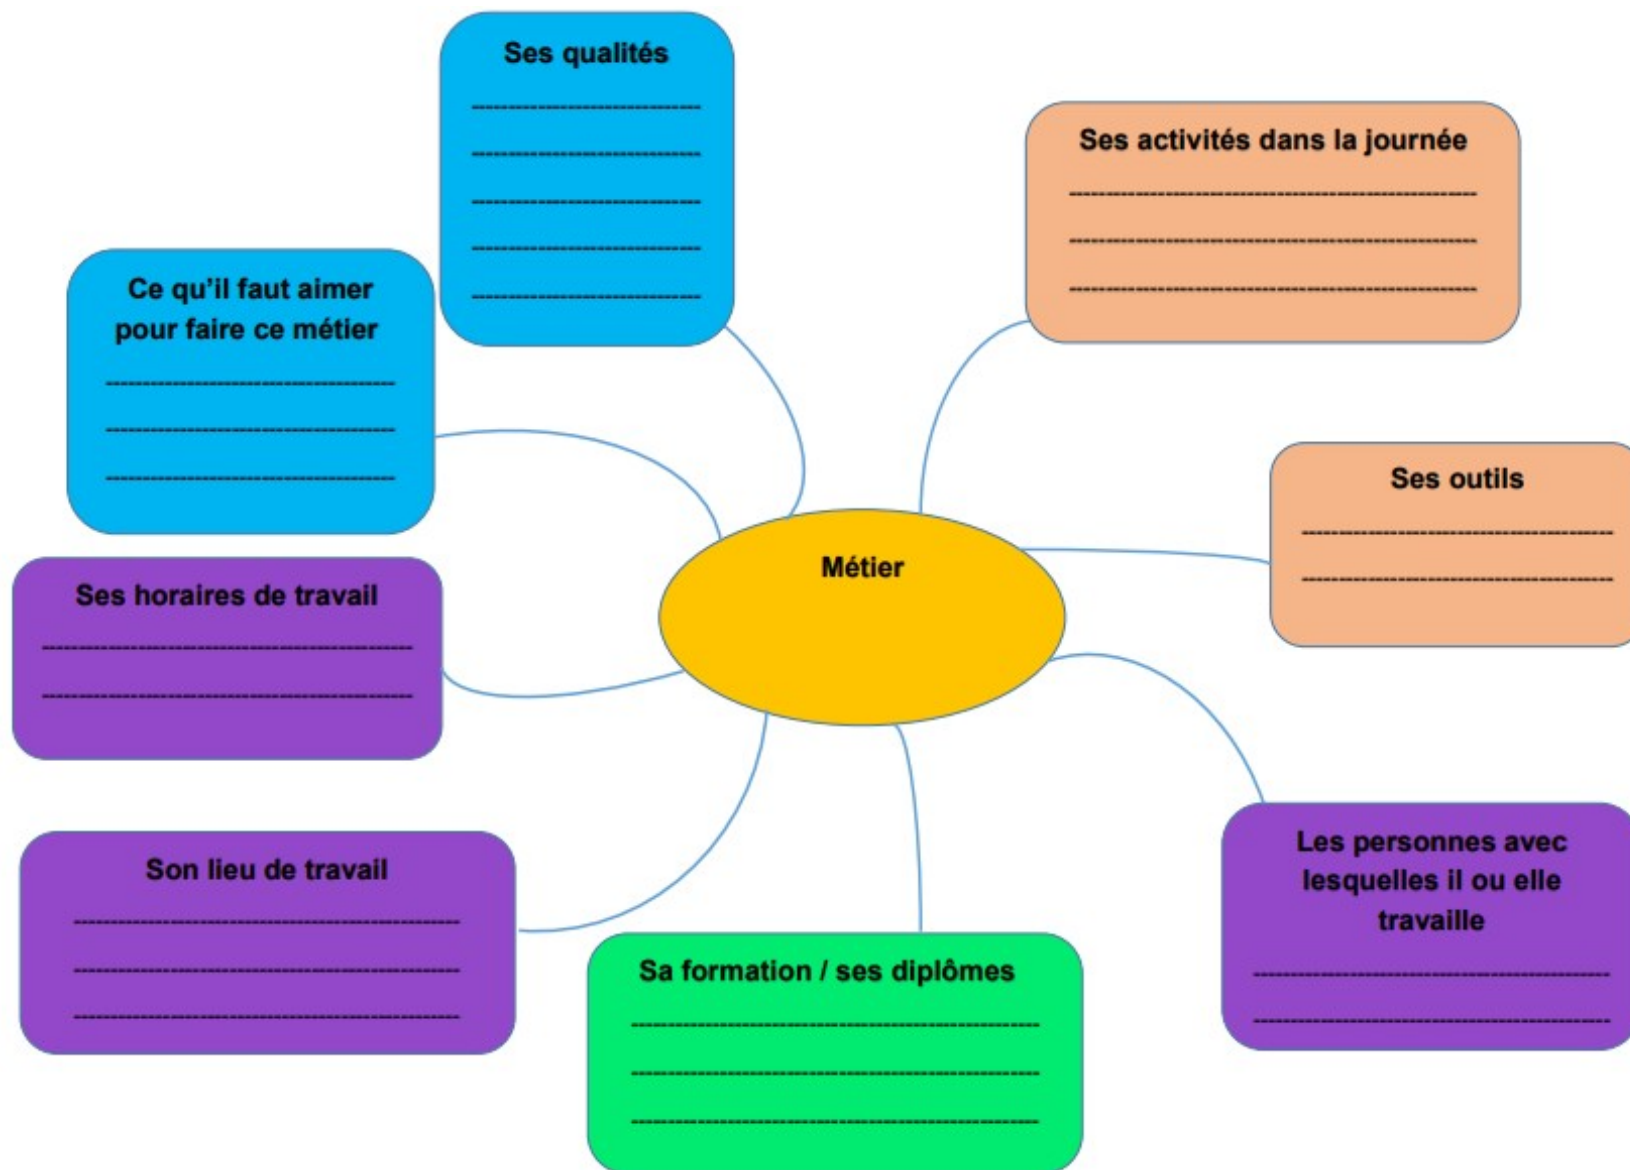 Ses qualités
Ses activités dans la journée
Ce qu'il faut aimer
pour faire ce métier
Ses outils
Métier
Ses horaires de travail
Les personnes avec
lesquelles il ou elle
travaille
Son lieu de travail
Sa formation / ses diplômes